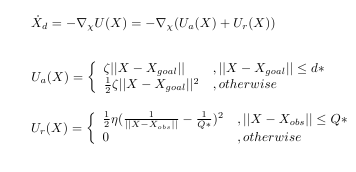 Ẋ_d = −∇_χ U(X) = −∇_χ(U_a(X) + U_r(X))
U_a(X) = { ζ||X − X_goal|| , ||X − X_goal|| ≤ d*
½ζ||X − X_goal||² , otherwise
U_r(X) = { ½η(1/||X−X_obs|| − 1/Q*)² , ||X − X_obs|| ≤ Q*
0 , otherwise